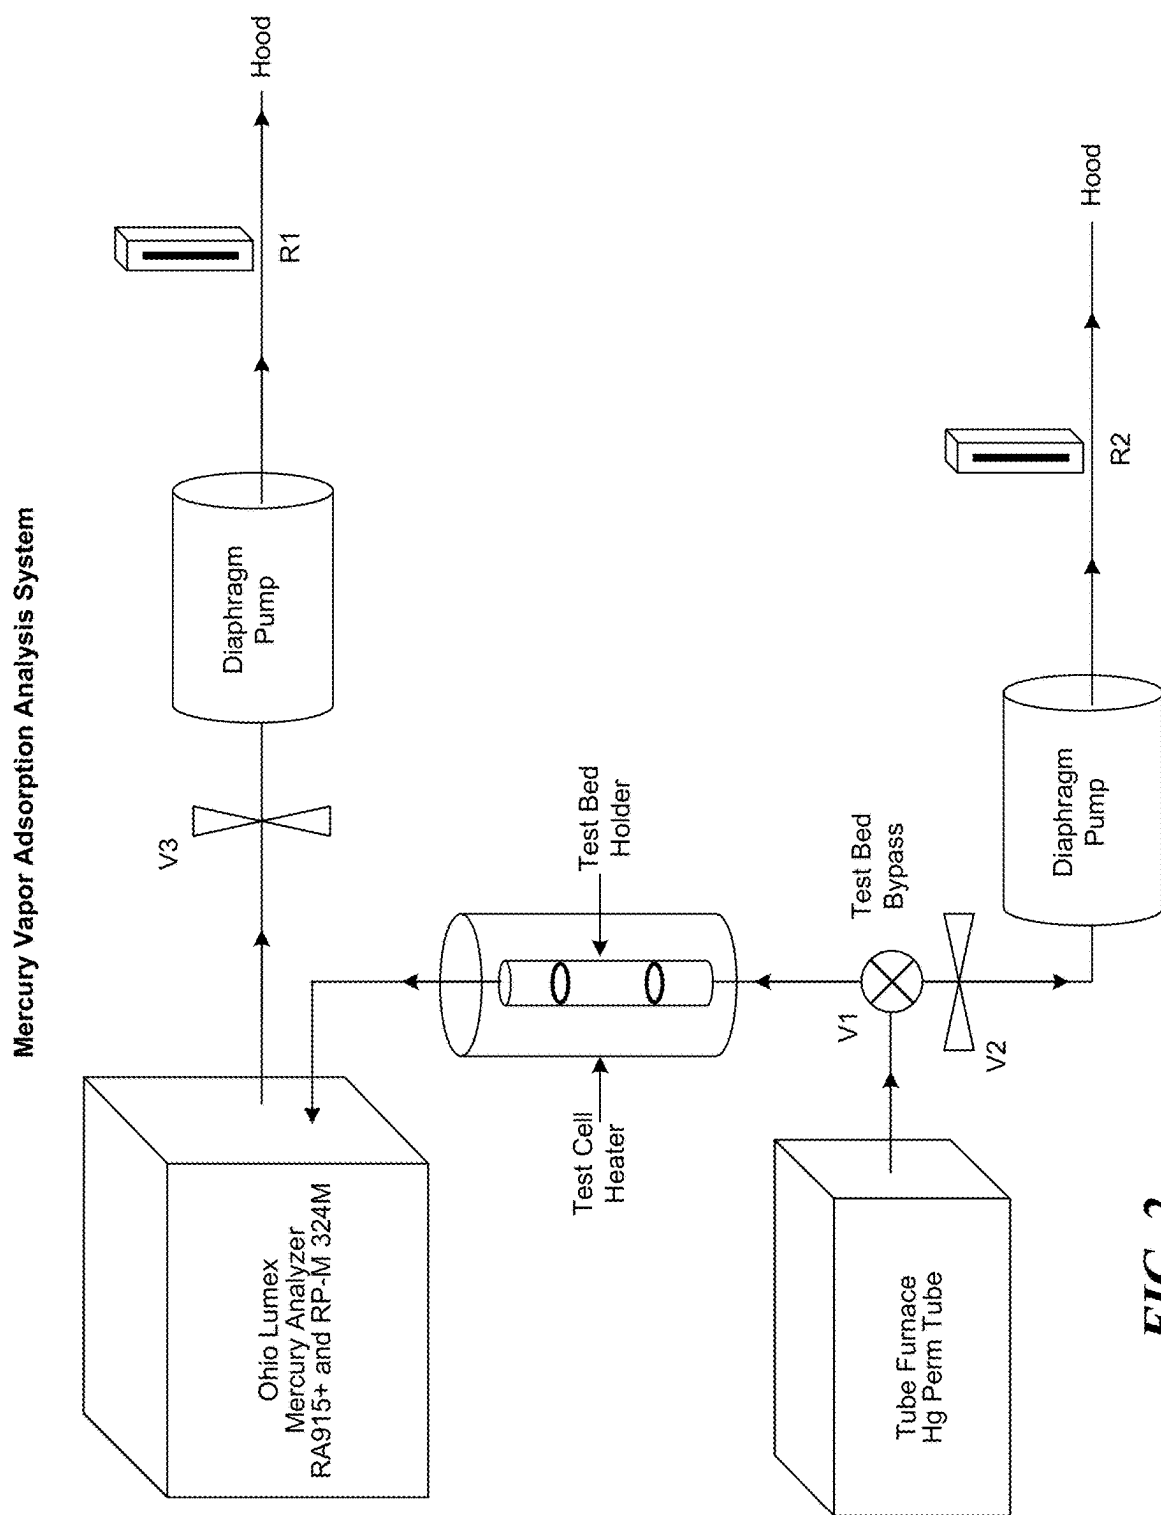 Mercury Vapor Adsorption Analysis System
Ohio Lumex
Mercury Analyzer
RA915+ and RP-M 324M
V3
Diaphragm
Pump
R1
Hood
Test Cell
Heater
Test Bed
Holder
Tube Furnace
Hg Perm Tube
V1
V2
Test Bed
Bypass
Diaphragm
Pump
R2
Hood
FIG. 2